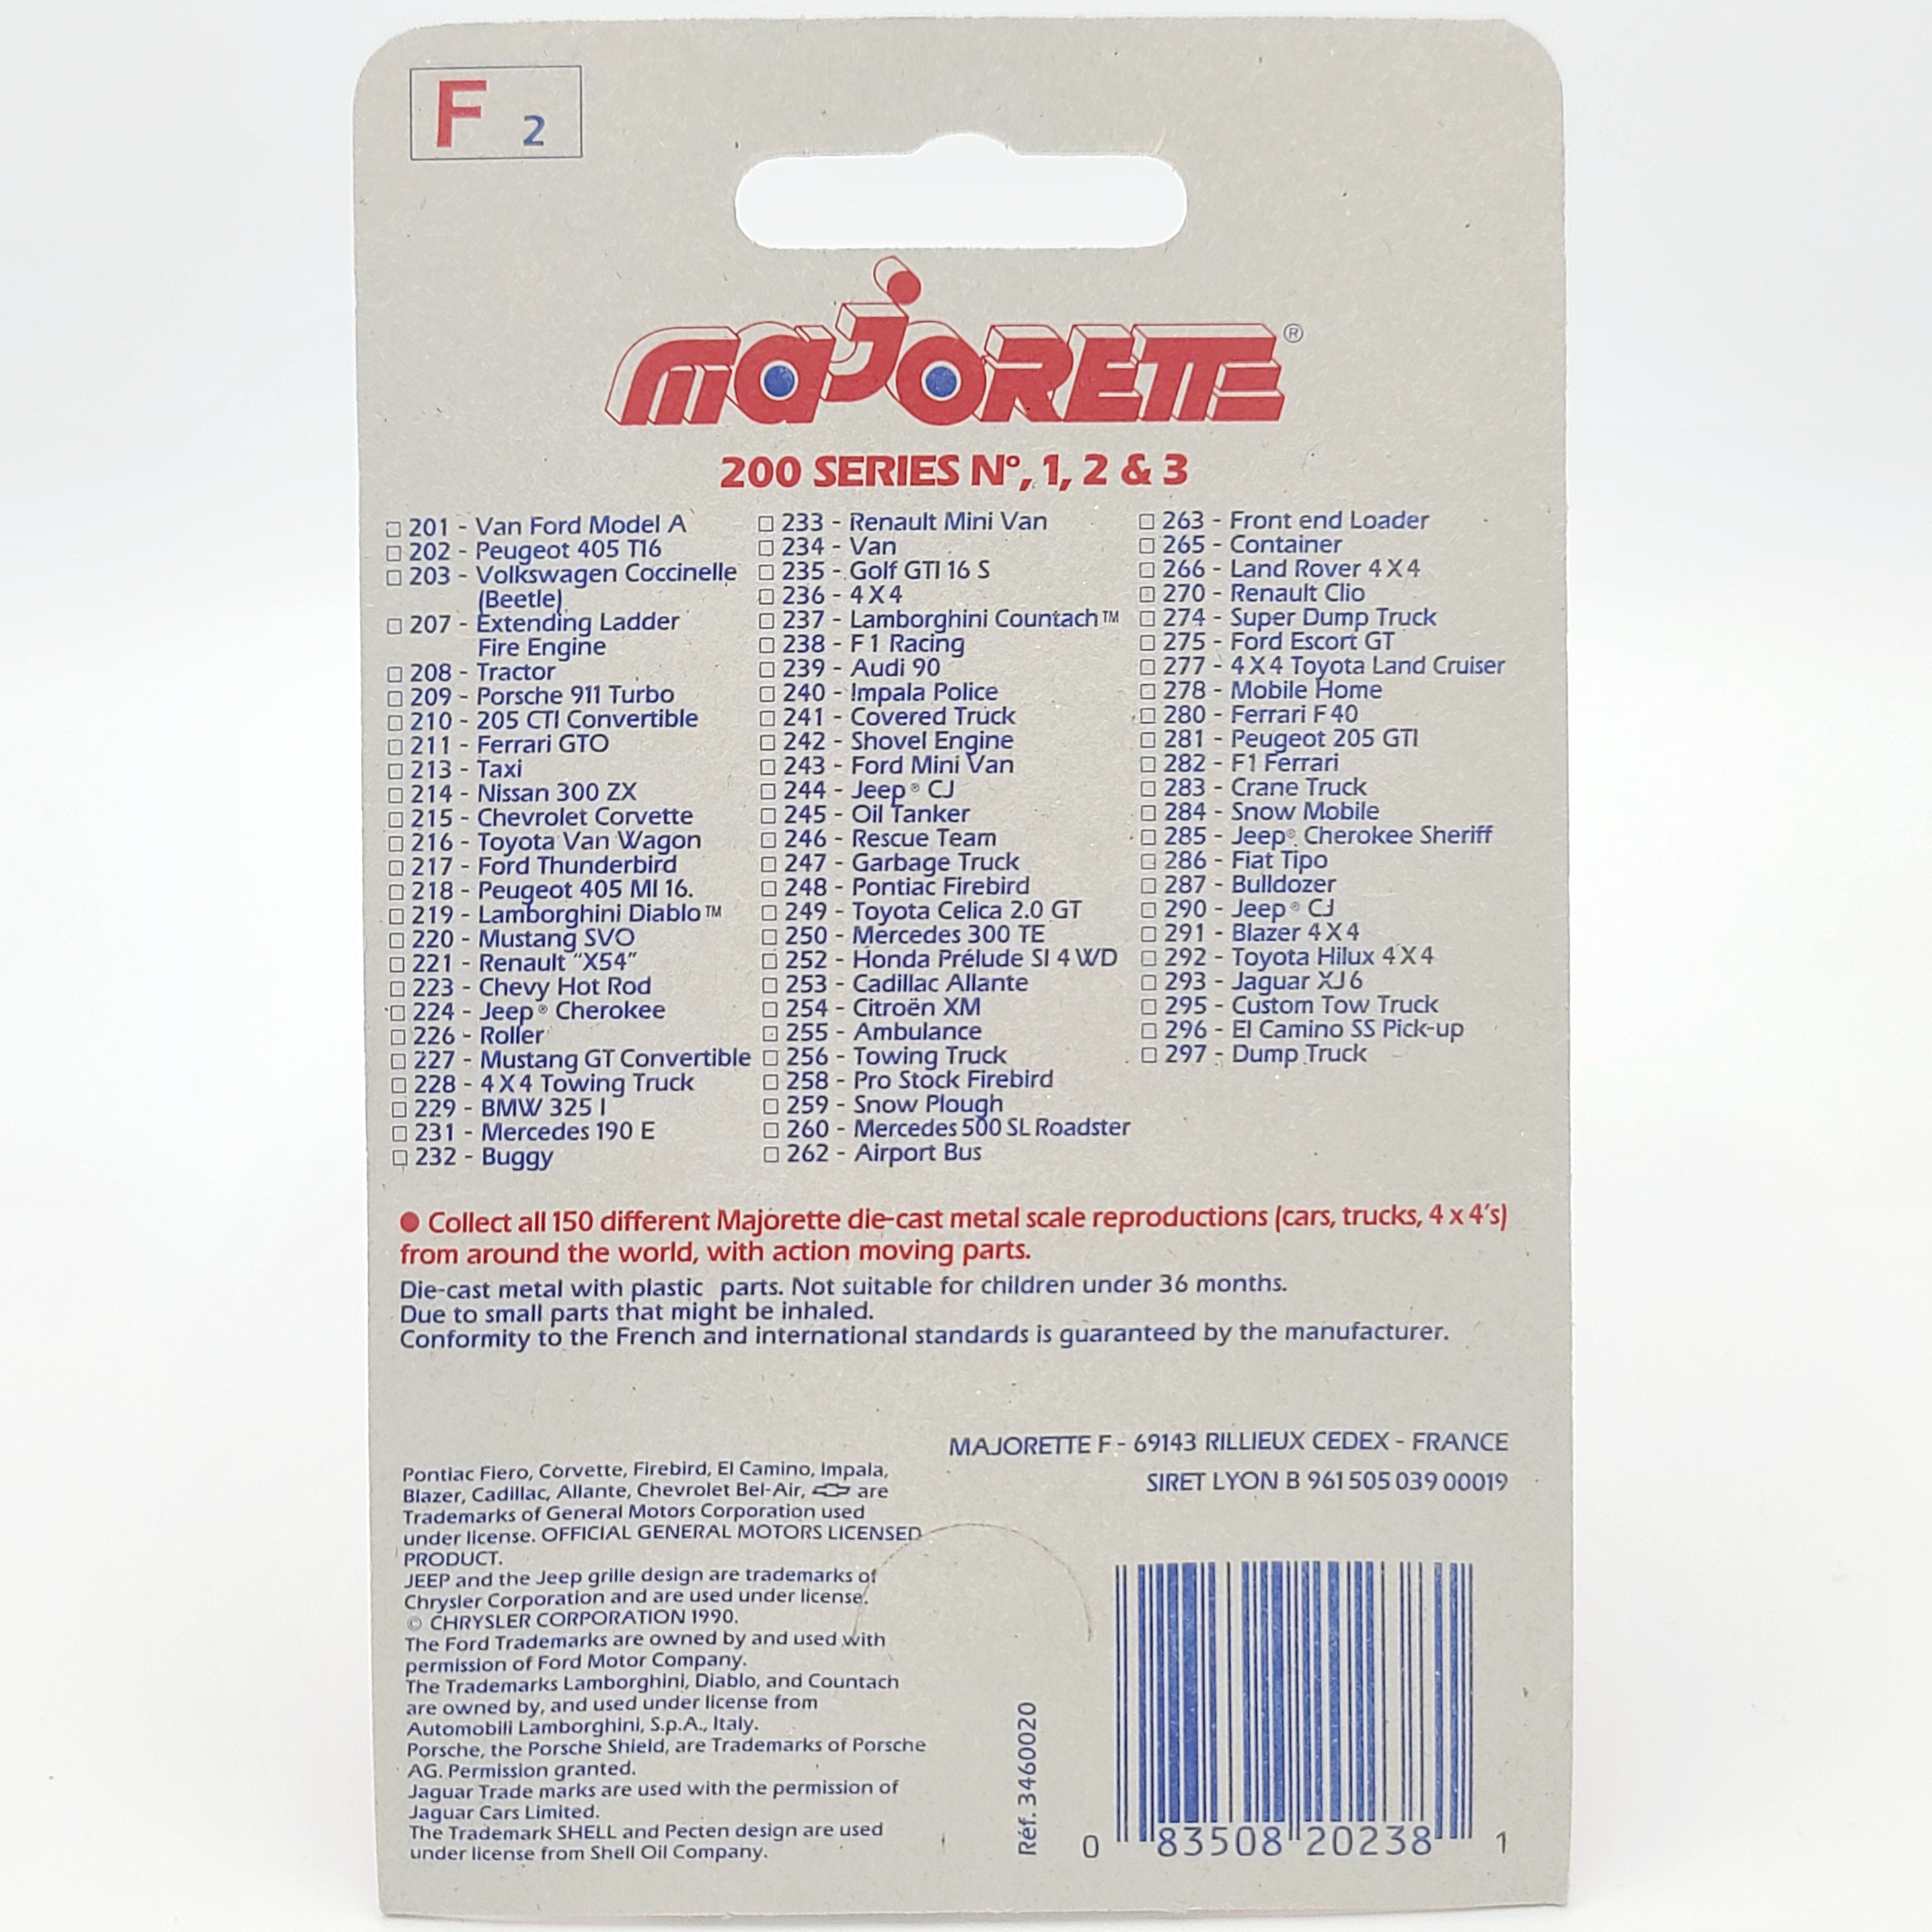 F 2
MAJORETTE®
200 SERIES Nº, 1, 2 & 3
□ 201 - Van Ford Model A
□ 202 - Peugeot 405 T16
□ 203 - Volkswagen Coccinelle
(Beetle)
□ 207 - Extending Ladder
Fire Engine
□ 208 - Tractor
□ 209 - Porsche 911 Turbo
□ 210 - 205 CTI Convertible
□ 211 - Ferrari GTO
□ 213 - Taxi
□ 214 - Nissan 300 ZX
□ 215 - Chevrolet Corvette
□ 216 - Toyota Van Wagon
□ 217 - Ford Thunderbird
□ 218 - Peugeot 405 MI 16.
□ 219 - Lamborghini Diablo™
□ 220 - Mustang SVO
□ 221 - Renault “X54”
□ 223 - Chevy Hot Rod
□ 224 - Jeep® Cherokee
□ 226 - Roller
□ 227 - Mustang GT Convertible
□ 228 - 4X4 Towing Truck
□ 229 - BMW 325 I
□ 231 - Mercedes 190 E
□ 232 - Buggy
□ 233 - Renault Mini Van
□ 234 - Van
□ 235 - Golf GTI 16 S
□ 236 - 4X4
□ 237 - Lamborghini Countach™
□ 238 - F1 Racing
□ 239 - Audi 90
□ 240 - Impala Police
□ 241 - Covered Truck
□ 242 - Shovel Engine
□ 243 - Ford Mini Van
□ 244 - Jeep® CJ
□ 245 - Oil Tanker
□ 246 - Rescue Team
□ 247 - Garbage Truck
□ 248 - Pontiac Firebird
□ 249 - Toyota Celica 2.0 GT
□ 250 - Mercedes 300 TE
□ 252 - Honda Prélude SI 4 WD
□ 253 - Cadillac Allante
□ 254 - Citroën XM
□ 255 - Ambulance
□ 256 - Towing Truck
□ 258 - Pro Stock Firebird
□ 259 - Snow Plough
□ 260 - Mercedes 500 SL Roadster
□ 262 - Airport Bus
□ 263 - Front end Loader
□ 265 - Container
□ 266 - Land Rover 4X4
□ 270 - Renault Clio
□ 274 - Super Dump Truck
□ 275 - Ford Escort GT
□ 277 - 4X4 Toyota Land Cruiser
□ 278 - Mobile Home
□ 280 - Ferrari F40
□ 281 - Peugeot 205 GTI
□ 282 - F1 Ferrari
□ 283 - Crane Truck
□ 284 - Snow Mobile
□ 285 - Jeep® Cherokee Sheriff
□ 286 - Fiat Tipo
□ 287 - Bulldozer
□ 290 - Jeep® CJ
□ 291 - Blazer 4X4
□ 292 - Toyota Hilux 4X4
□ 293 - Jaguar XJ6
□ 295 - Custom Tow Truck
□ 296 - El Camino SS Pick-up
□ 297 - Dump Truck
● Collect all 150 different Majorette die-cast metal scale reproductions (cars, trucks, 4 x 4's)
from around the world, with action moving parts.
Die-cast metal with plastic parts. Not suitable for children under 36 months.
Due to small parts that might be inhaled.
Conformity to the French and international standards is guaranteed by the manufacturer.
MAJORETTE F - 69143 RILLIEUX CEDEX - FRANCE
SIRET LYON B 961 505 039 00019
Pontiac Fiero, Corvette, Firebird, El Camino, Impala,
Blazer, Cadillac, Allante, Chevrolet Bel-Air, are
Trademarks of General Motors Corporation used
under license. OFFICIAL GENERAL MOTORS LICENSED
PRODUCT.
JEEP and the Jeep grille design are trademarks of
Chrysler Corporation and are used under license.
© CHRYSLER CORPORATION 1990.
The Ford Trademarks are owned by and used with
permission of Ford Motor Company.
The Trademarks Lamborghini, Diablo, and Countach
are owned by, and used under license from
Automobili Lamborghini, S.p.A., Italy.
Porsche, the Porsche Shield, are Trademarks of Porsche
AG. Permission granted.
Jaguar Trade marks are used with the permission of
Jaguar Cars Limited.
The Trademark SHELL and Pecten design are used
under license from Shell Oil Company.
Réf. 3460020
0 83508 20238 1